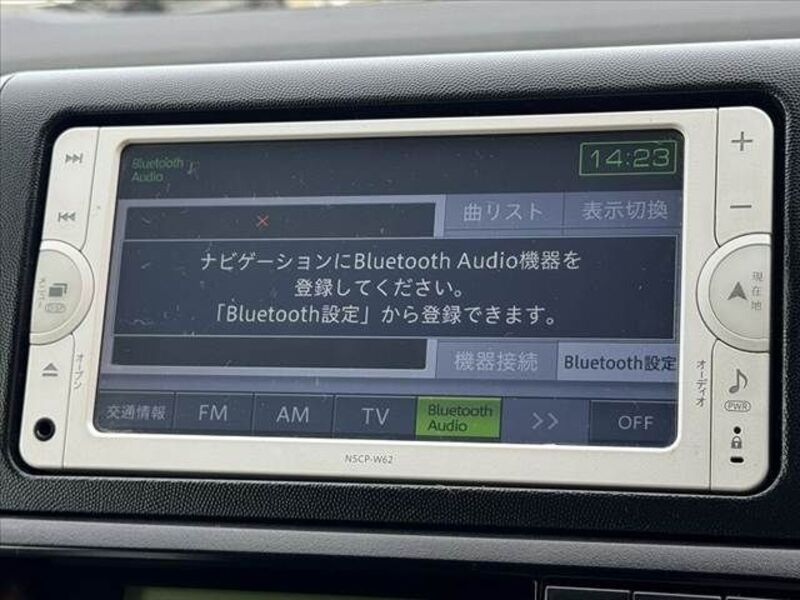 Bluetooth
Audio
14:23
曲リスト
表示切換
ナビゲーションにBluetooth Audio機器を
登録してください。
「Bluetooth設定」から登録できます。
機器接続
Bluetooth設定
交通情報
FM
AM
TV
Bluetooth
Audio
>>
OFF
NSCP-W62
メニュー
DISP
オープン
現在地
オーディオ
PWR